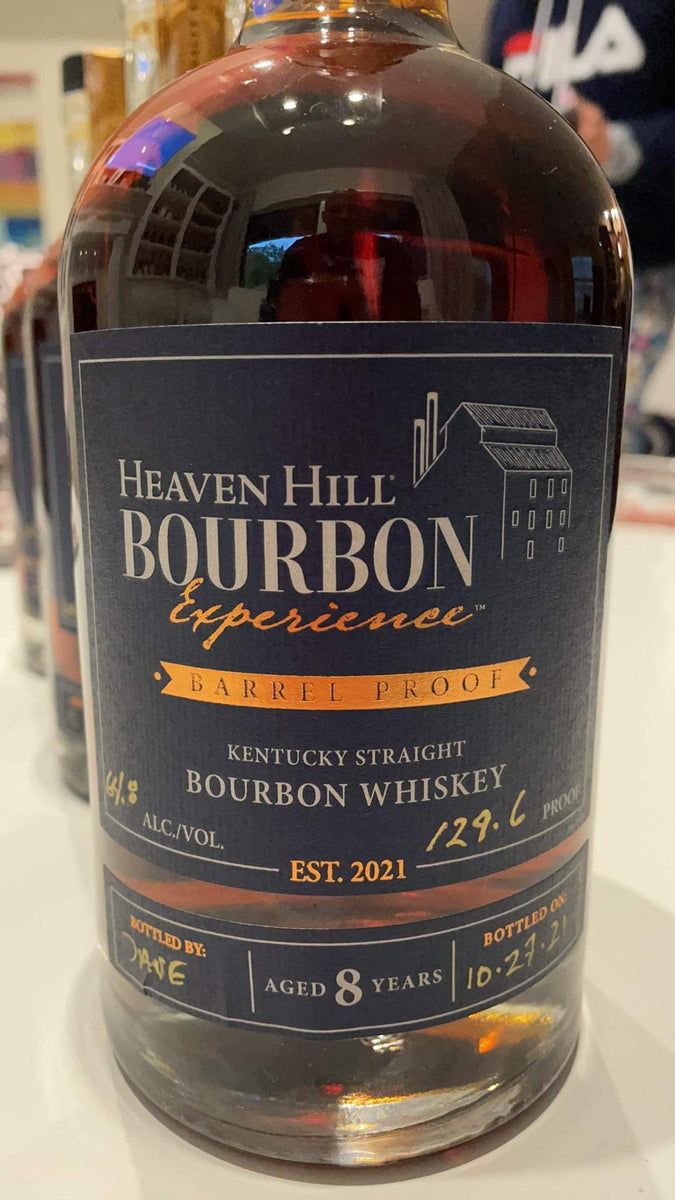 HEAVEN HILL®
BOURBON
Experience™
BARREL PROOF
KENTUCKY STRAIGHT
BOURBON WHISKEY
64.8 ALC./VOL.
129.6 PROOF
EST. 2021
BOTTLED BY:
DAVE
AGED 8 YEARS
BOTTLED ON:
10.27.21